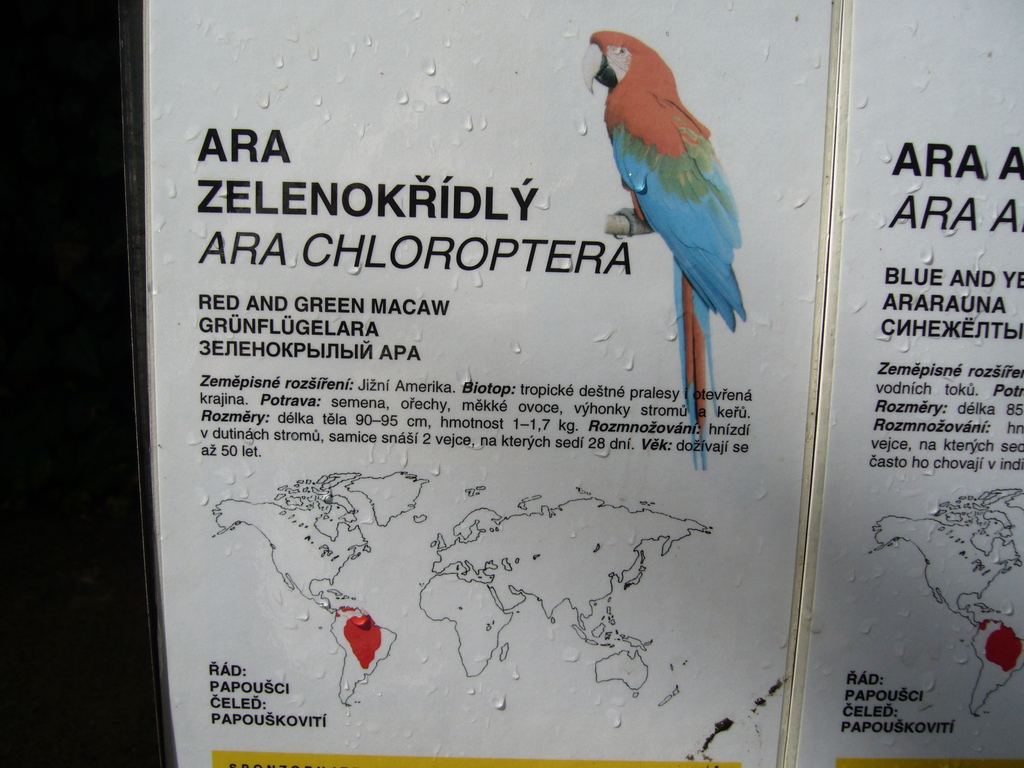 ARA
ZELENOKŘÍDLÝ
ARA CHLOROPTERA
RED AND GREEN MACAW
GRÜNFLÜGELARA
ЗЕЛЕНОКРЫЛЫЙ АРА
Zeměpisné rozšíření: Jižní Amerika. Biotop: tropické deštné pralesy i otevřená
krajina. Potrava: semena, ořechy, měkké ovoce, výhonky stromů a keřů.
Rozměry: délka těla 90–95 cm, hmotnost 1–1,7 kg. Rozmnožování: hnízdí
v dutinách stromů, samice snáší 2 vejce, na kterých sedí 28 dní. Věk: dožívají se
až 50 let.
ŘÁD:
PAPOUŠCI
ČELEĎ:
PAPOUŠKOVITÍ
ARA A
ARA A
BLUE AND YE
ARARAUNA
СИНЕЖЁЛТЫ
Zeměpisné rozšířen
vodních toků. Potr
Rozměry: délka 85
Rozmnožování: hn
vejce, na kterých sed
často ho chovají v indi
ŘÁD:
PAPOUŠCI
ČELEĎ:
PAPOUŠKOVITÍ